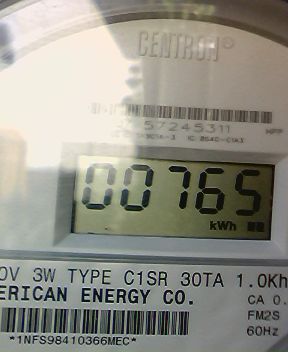 CENTRON®
57245311
00765
kWh
0V 3W TYPE C1SR 30TA 1.0Kh
ERICAN ENERGY CO. CA 0.
FM2S
60Hz
*1NFS98410366MEC*